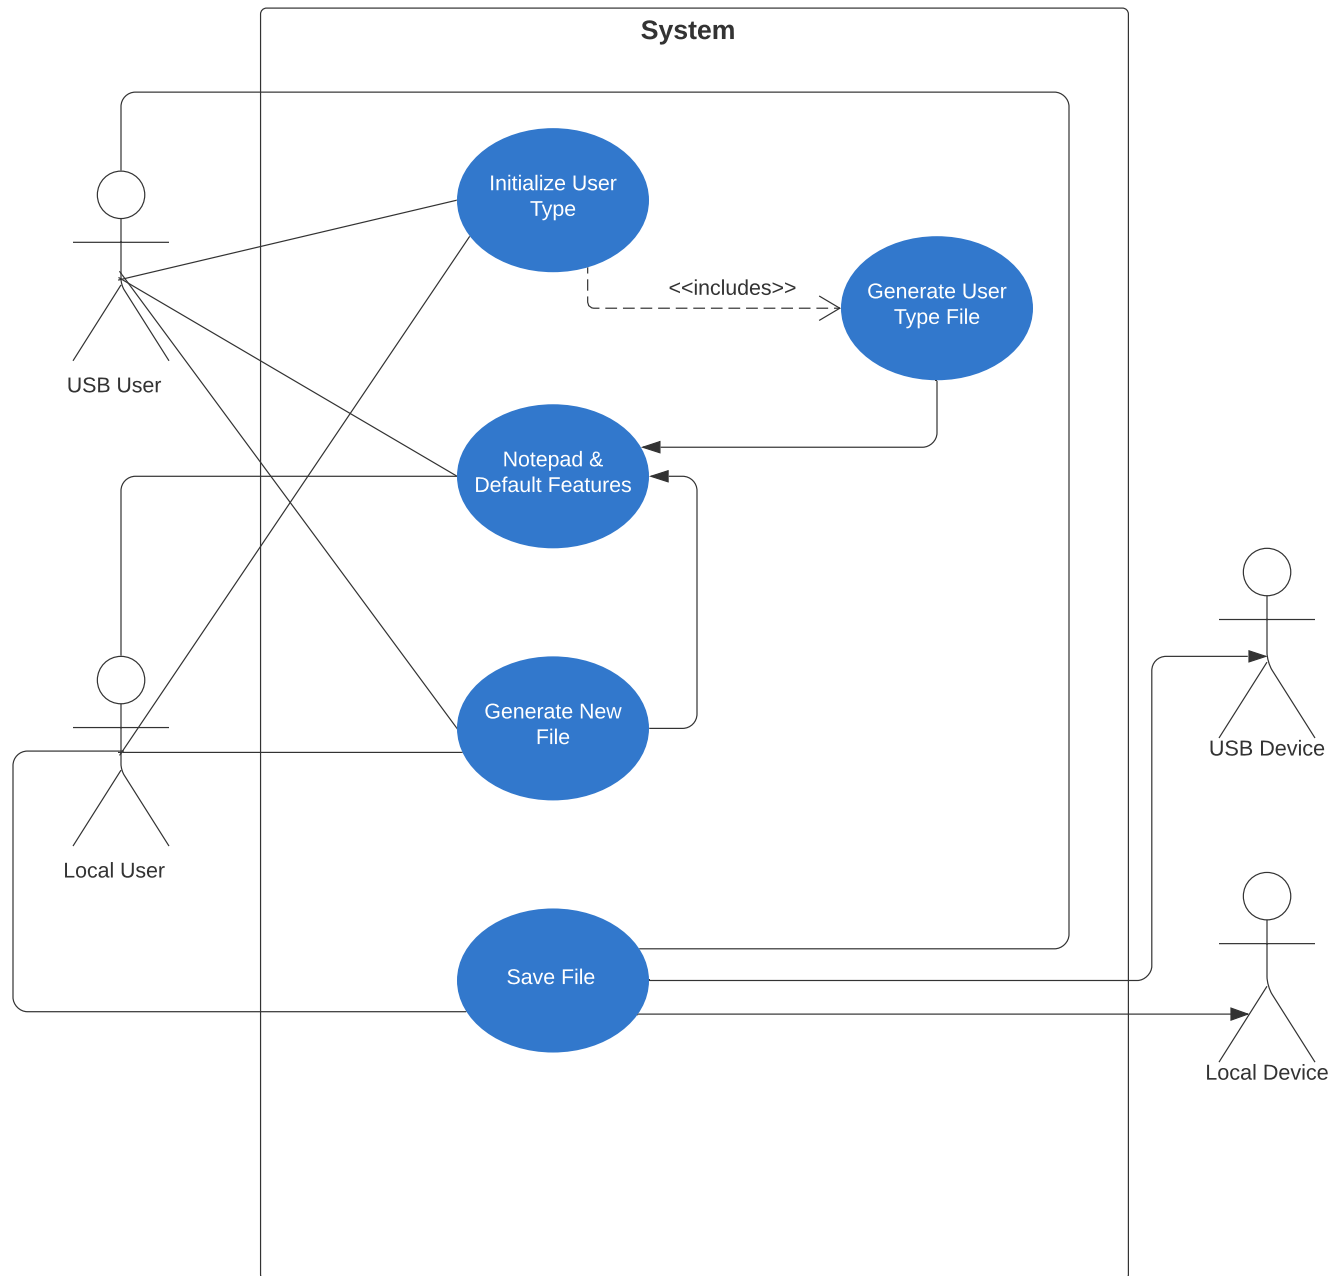 System
Initialize User
Type
<<includes>>
Generate User
Type File
USB User
Notepad &
Default Features
Generate New
File
USB Device
Local User
Save File
Local Device